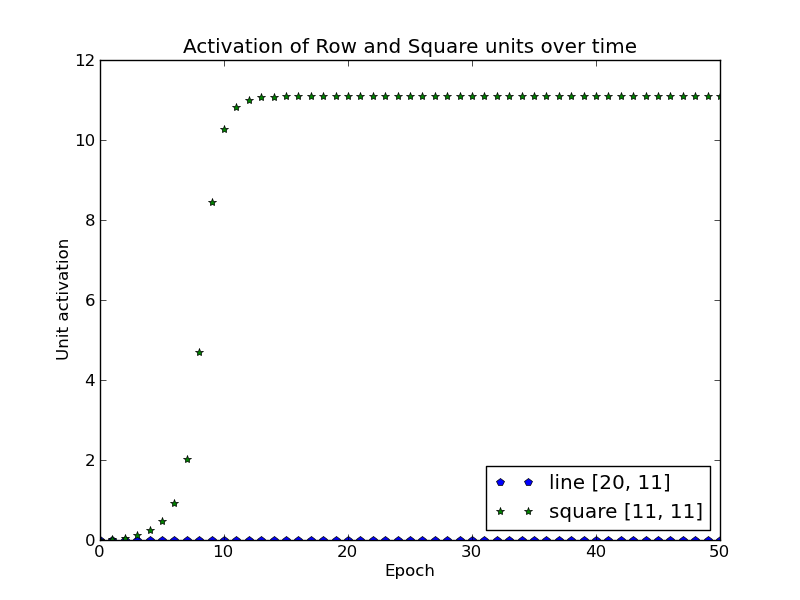 Activation of Row and Square units over time
12
10
8
6
4
2
0
Unit activation
line [20, 11]
square [11, 11]
0 10 20 30 40 50
Epoch